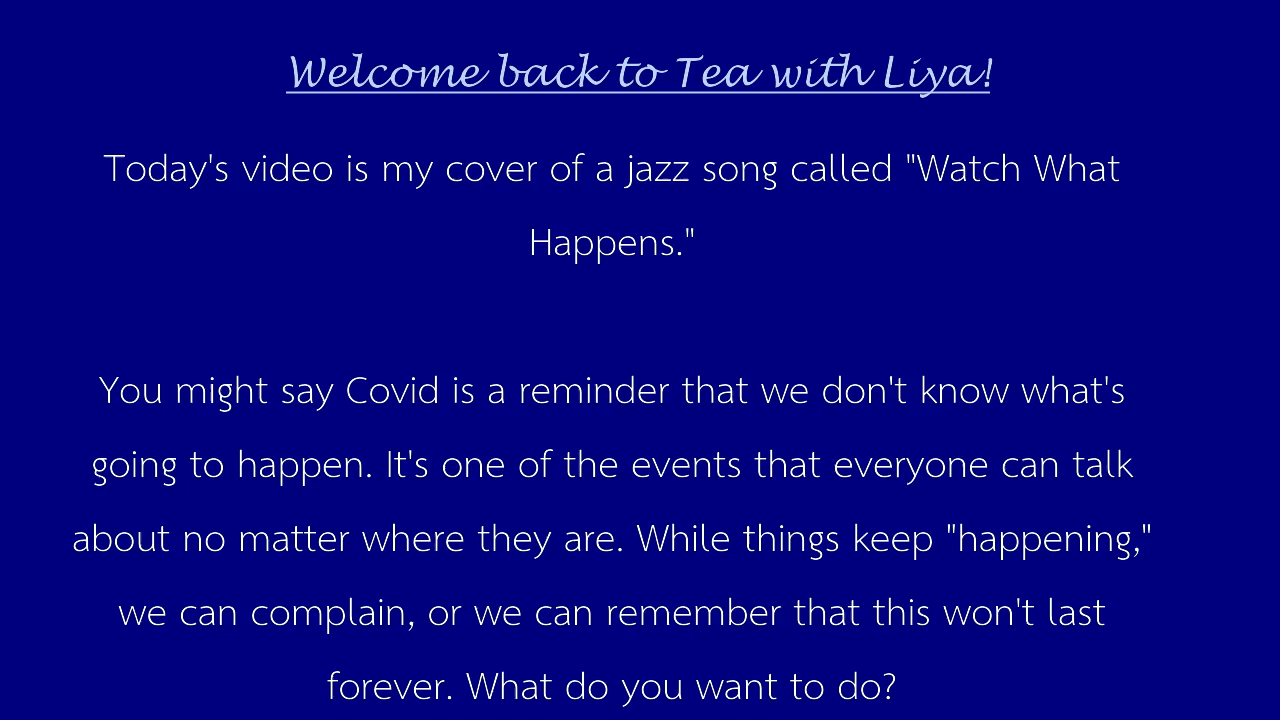 Welcome back to Tea with Liya!
Today's video is my cover of a jazz song called "Watch What
Happens."
You might say Covid is a reminder that we don't know what's
going to happen. It's one of the events that everyone can talk
about no matter where they are. While things keep "happening,"
we can complain, or we can remember that this won't last
forever. What do you want to do?